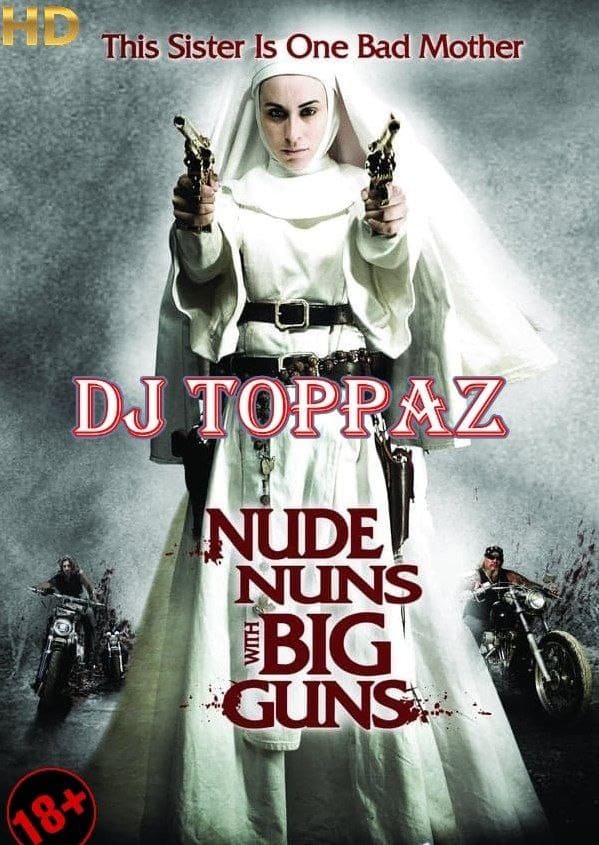 HD
This Sister Is One Bad Mother
DJ TOPPAZ
NUDE
NUNS
WITH BIG
GUNS
18+